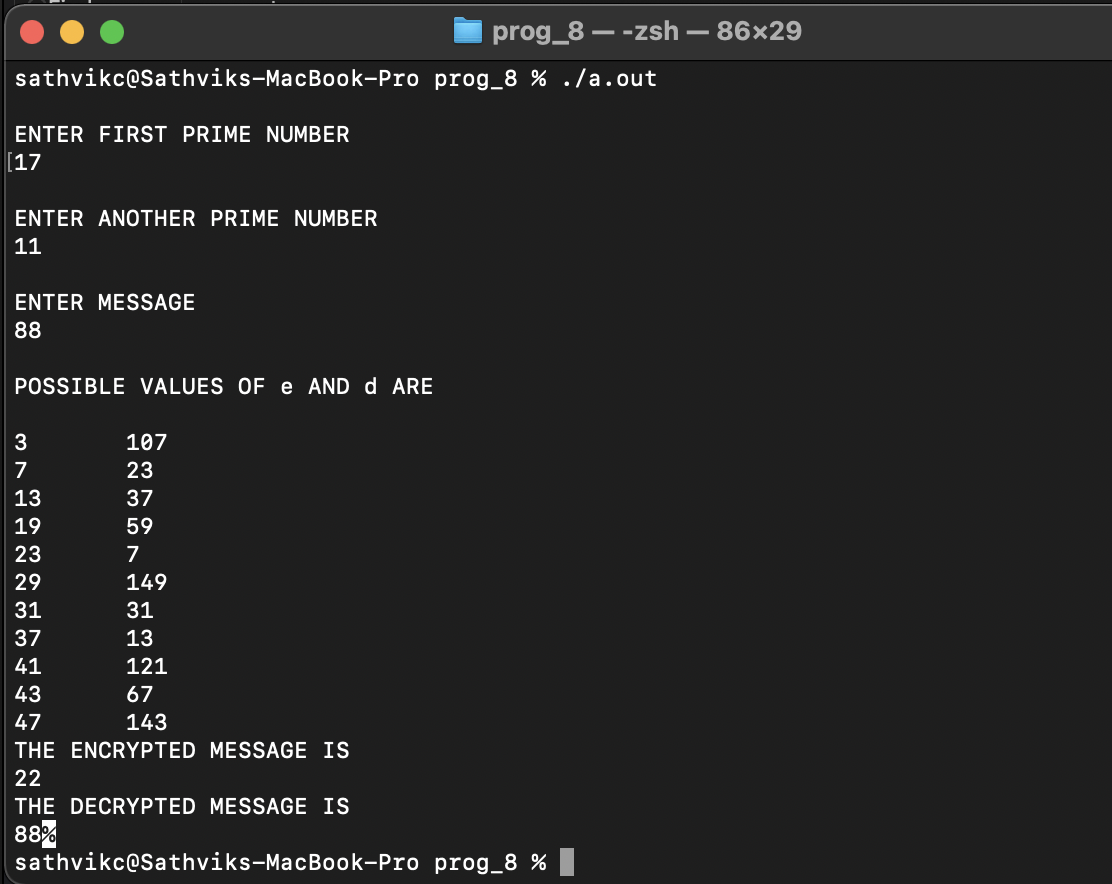 prog_8 — -zsh — 86×29
sathvikc@Sathviks-MacBook-Pro prog_8 % ./a.out
ENTER FIRST PRIME NUMBER
[17
ENTER ANOTHER PRIME NUMBER
11
ENTER MESSAGE
88
POSSIBLE VALUES OF e AND d ARE
3 107
7 23
13 37
19 59
23 7
29 149
31 31
37 13
41 121
43 67
47 143
THE ENCRYPTED MESSAGE IS
22
THE DECRYPTED MESSAGE IS
88%
sathvikc@Sathviks-MacBook-Pro prog_8 %